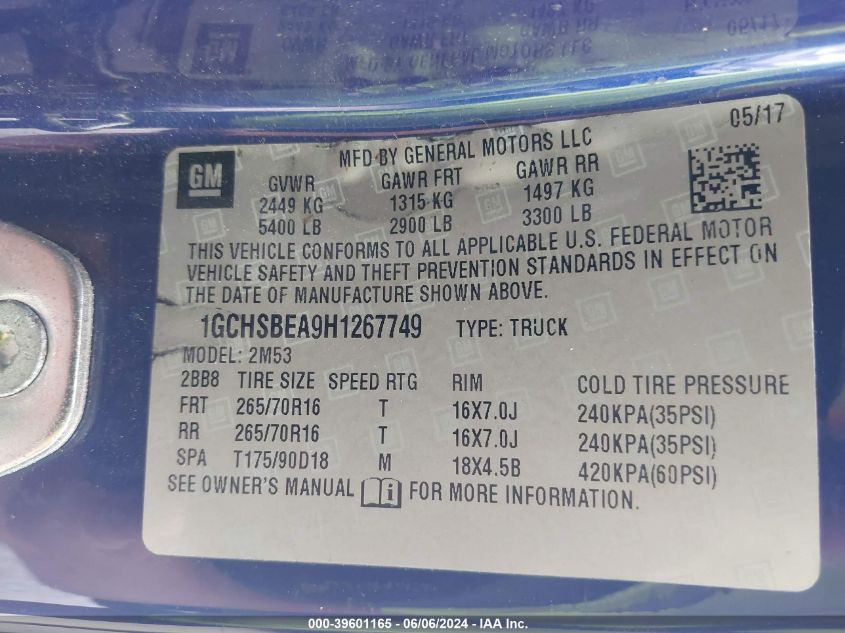 05/17
MFD BY GENERAL MOTORS LLC
GM
GVWR GAWR FRT GAWR RR
2449 KG 1315 KG 1497 KG
5400 LB 2900 LB 3300 LB
THIS VEHICLE CONFORMS TO ALL APPLICABLE U.S. FEDERAL MOTOR
VEHICLE SAFETY AND THEFT PREVENTION STANDARDS IN EFFECT ON
THE DATE OF MANUFACTURE SHOWN ABOVE.
1GCHSBEA9H1267749 TYPE: TRUCK
MODEL: 2M53
2BB8 TIRE SIZE SPEED RTG RIM COLD TIRE PRESSURE
FRT 265/70R16 T 16X7.0J 240KPA(35PSI)
RR 265/70R16 T 16X7.0J 240KPA(35PSI)
SPA T175/90D18 M 18X4.5B 420KPA(60PSI)
SEE OWNER'S MANUAL i FOR MORE INFORMATION.
000-39601165 - 06/06/2024 - IAA Inc.